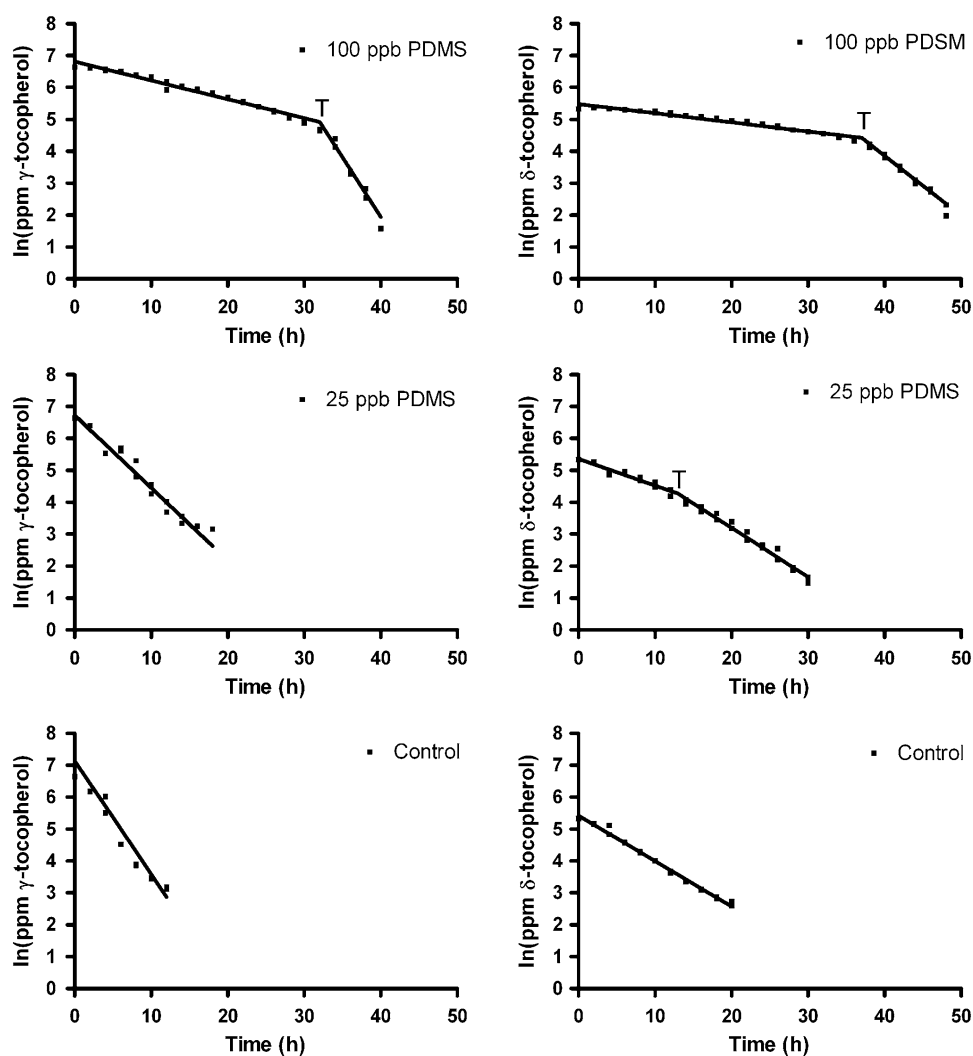 100 ppb PDMS
T
ln(ppm γ-tocopherol)
8
7
6
5
4
3
2
1
0
0 10 20 30 40 50
Time (h)
100 ppb PDSM
T
ln(ppm δ-tocopherol)
8
7
6
5
4
3
2
1
0
0 10 20 30 40 50
Time (h)
25 ppb PDMS
ln(ppm γ-tocopherol)
8
7
6
5
4
3
2
1
0
0 10 20 30 40 50
Time (h)
25 ppb PDMS
T
ln(ppm δ-tocopherol)
8
7
6
5
4
3
2
1
0
0 10 20 30 40 50
Time (h)
Control
ln(ppm γ-tocopherol)
8
7
6
5
4
3
2
1
0
0 10 20 30 40 50
Time (h)
Control
ln(ppm δ-tocopherol)
8
7
6
5
4
3
2
1
0
0 10 20 30 40 50
Time (h)